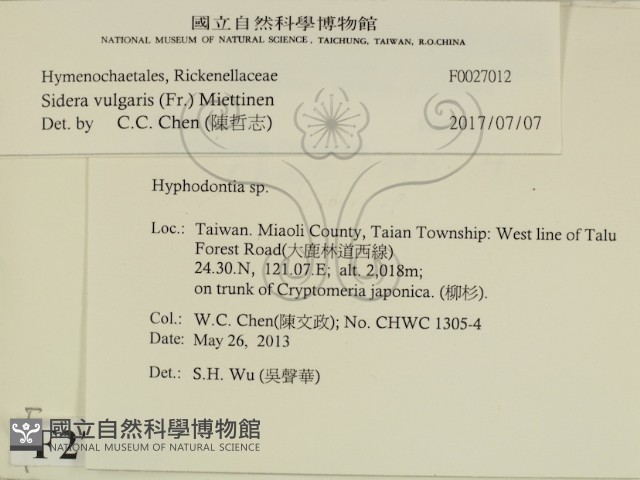 國立自然科學博物館
NATIONAL MUSEUM OF NATURAL SCIENCE, TAICHUNG, TAIWAN, R.O.CHINA
Hymenochaetales, Rickenellaceae F0027012
Sidera vulgaris (Fr.) Miettinen
Det. by C.C. Chen (陳哲志) 2017/07/07
Hyphodontia sp.
Loc.: Taiwan. Miaoli County, Taian Township: West line of Talu
Forest Road(大鹿林道西線)
24.30.N, 121.07.E; alt. 2,018m;
on trunk of Cryptomeria japonica. (柳杉).
Col.: W.C. Chen(陳文政); No. CHWC 1305-4
Date: May 26, 2013
Det.: S.H. Wu (吳聲華)
F2
國立自然科學博物館
NATIONAL MUSEUM OF NATURAL SCIENCE